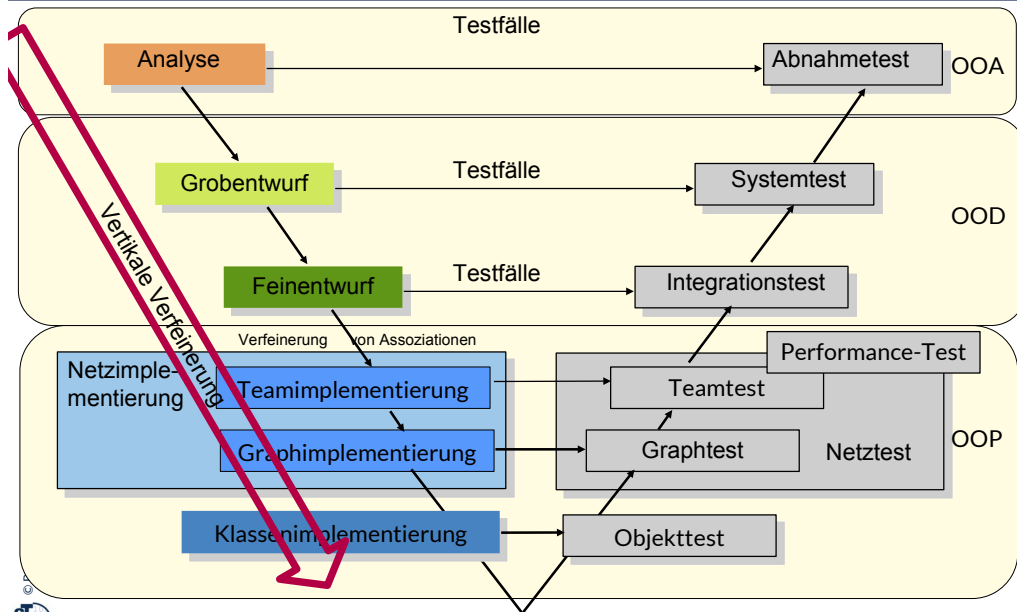 Testfälle
Analyse
Abnahmetest
OOA
Grobentwurf
Testfälle
Systemtest
OOD
Vertikale Verfeinerung
Feinentwurf
Testfälle
Integrationstest
Verfeinerung von Assoziationen
Performance-Test
Netzimple-
mentierung
Teamimplementierung
Teamtest
OOP
Graphimplementierung
Graphtest
Netztest
Klassenimplementierung
Objekttest
©